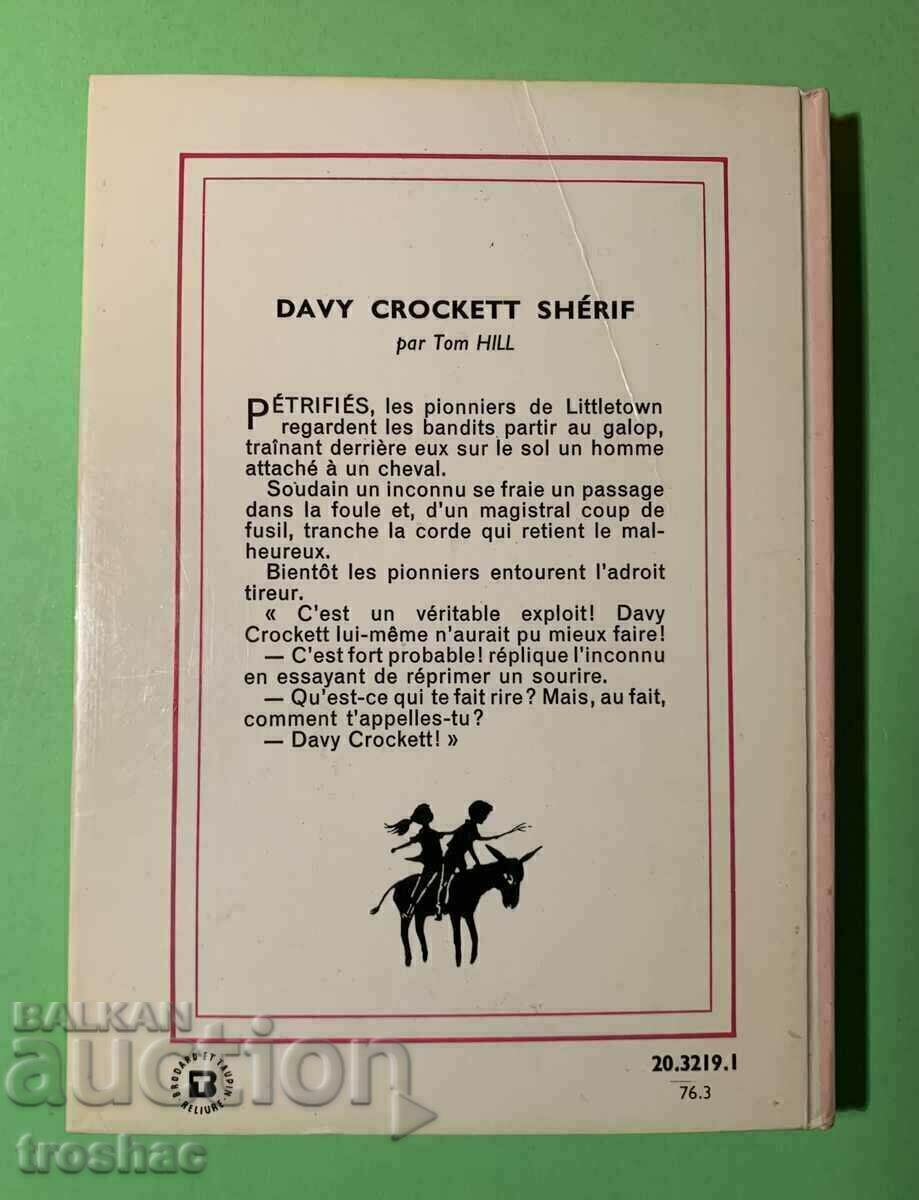 DAVY CROCKETT SHÉRIF
par Tom HILL
PÉTRIFIÉS, les pionniers de Littletown
regardent les bandits partir au galop,
traînant derrière eux sur le sol un homme
attaché à un cheval.
Soudain un inconnu se fraie un passage
dans la foule et, d'un magistral coup de
fusil, tranche la corde qui retient le mal-
heureux.
Bientôt les pionniers entourent l'adroit
tireur.
« C'est un véritable exploit! Davy
Crockett lui-même n'aurait pu mieux faire!
— C'est fort probable! réplique l'inconnu
en essayant de réprimer un sourire.
— Qu'est-ce qui te fait rire? Mais, au fait,
comment t'appelles-tu?
— Davy Crockett! »
BRODARD ET TAUPIN
RELIURE
20.3219.1
76.3
BALKAN
auction
troshac